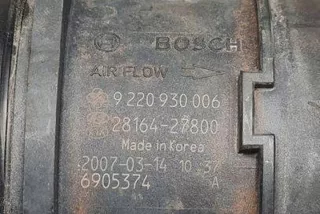 BOSCH
AIR FLOW
9 220 930 006
28164-27800
Made in Korea
2007-03-14 10:37
6905374 A